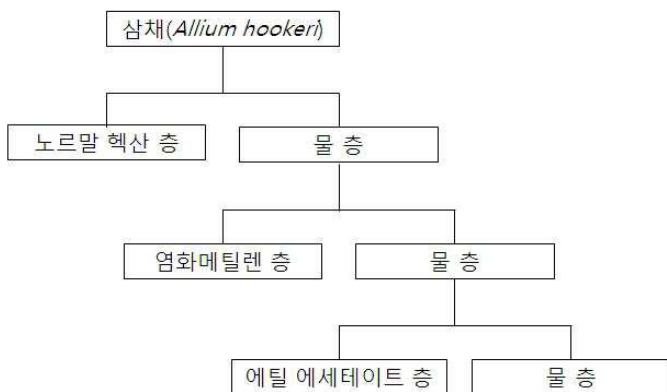 삼채(Allium hookeri)
노르말 헥산 층
물 층
염화메틸렌 층
물 층
에틸 에세테이트 층
물 층